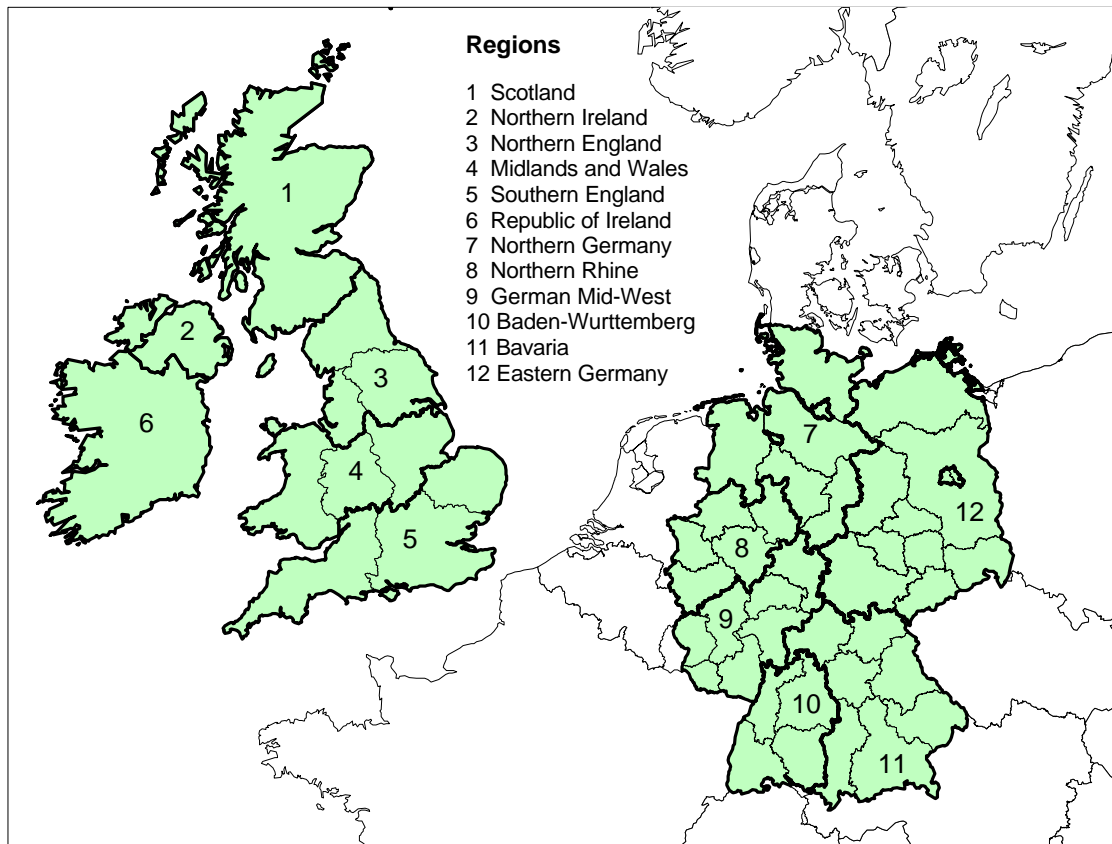 Regions
1 Scotland
2 Northern Ireland
3 Northern England
4 Midlands and Wales
5 Southern England
6 Republic of Ireland
7 Northern Germany
8 Northern Rhine
9 German Mid-West
10 Baden-Wurttemberg
11 Bavaria
12 Eastern Germany
1
2
3
6
7
4
12
5
8
9
10
11